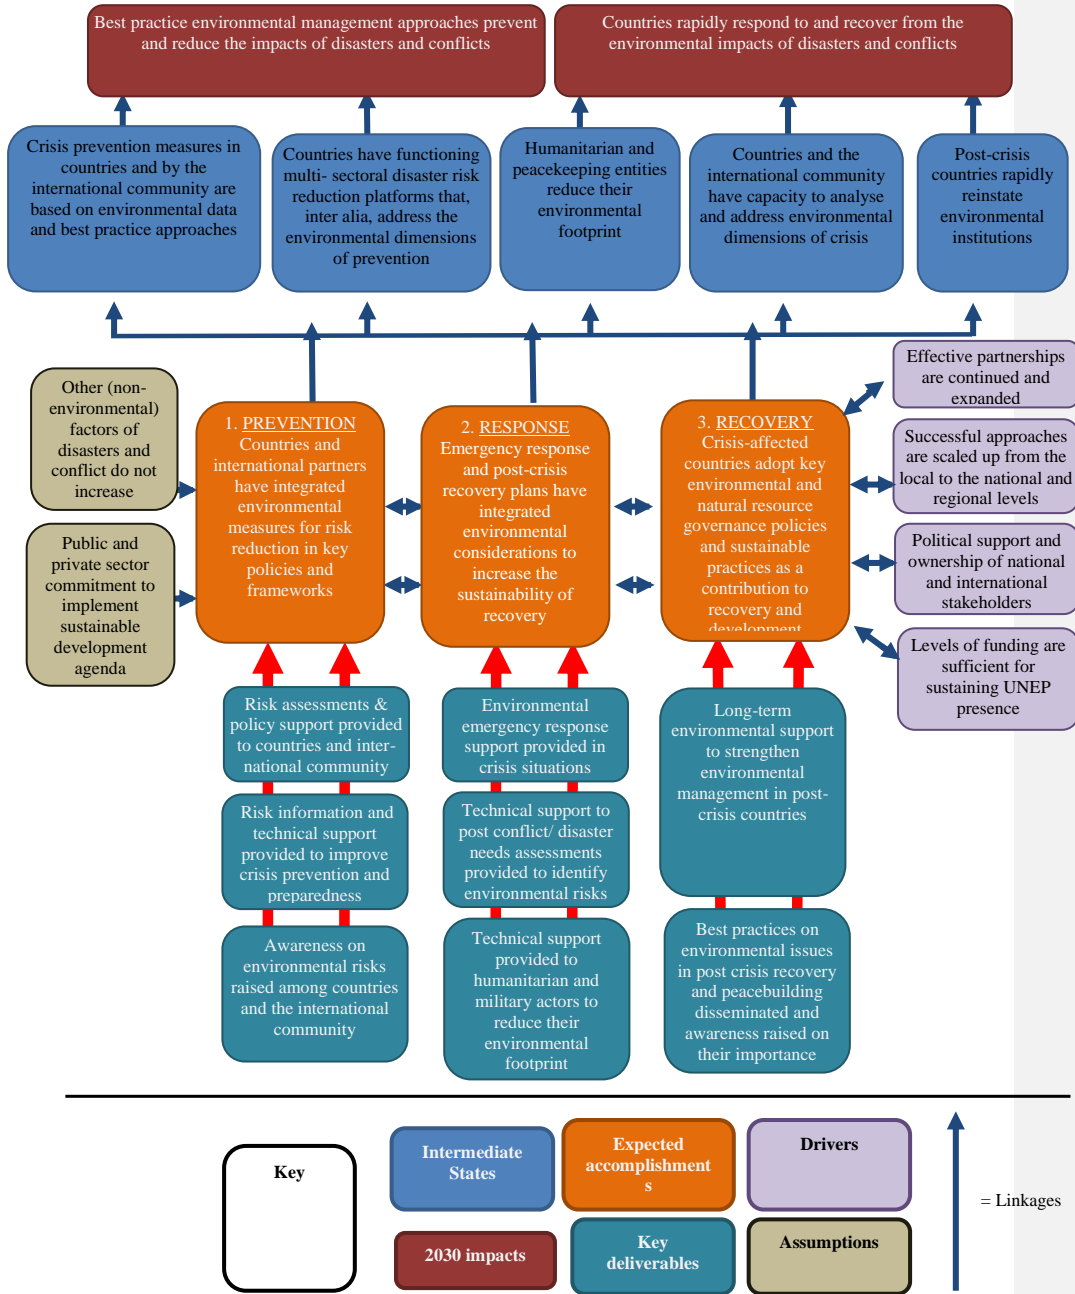 Best practice environmental management approaches prevent
and reduce the impacts of disasters and conflicts
Countries rapidly respond to and recover from the
environmental impacts of disasters and conflicts
Crisis prevention measures in
countries and by the
international community are
based on environmental data
and best practice approaches
Countries have functioning
multi- sectoral disaster risk
reduction platforms that,
inter alia, address the
environmental dimensions
of prevention
Humanitarian and
peacekeeping entities
reduce their
environmental
footprint
Countries and the
international community
have capacity to analyse
and address environmental
dimensions of crisis
Post-crisis
countries rapidly
reinstate
environmental
institutions
Other (non-
environmental)
factors of
disasters and
conflict do not
increase
Public and
private sector
commitment to
implement
sustainable
development
agenda
1. PREVENTION
Countries and
international partners
have integrated
environmental
measures for risk
reduction in key
policies and
frameworks
2. RESPONSE
Emergency response
and post-crisis
recovery plans have
integrated
environmental
considerations to
increase the
sustainability of
recovery
3. RECOVERY
Crisis-affected
countries adopt key
environmental and
natural resource
governance policies
and sustainable
practices as a
contribution to
recovery and
development
Effective partnerships
are continued and
expanded
Successful approaches
are scaled up from the
local to the national and
regional levels
Political support and
ownership of national
and international
stakeholders
Levels of funding are
sufficient for
sustaining UNEP
presence
Risk assessments &
policy support provided
to countries and inter-
national community
Risk information and
technical support
provided to improve
crisis prevention and
preparedness
Awareness on
environmental risks
raised among countries
and the international
community
Environmental
emergency response
support provided in
crisis situations
Technical support to
post conflict/ disaster
needs assessments
provided to identify
environmental risks
Technical support
provided to
humanitarian and
military actors to
reduce their
environmental
footprint
Long-term
environmental support
to strengthen
environmental
management in post-
crisis countries
Best practices on
environmental issues
in post crisis recovery
and peacebuilding
disseminated and
awareness raised on
their importance
Key
Intermediate
States
Expected
accomplishment
s
Drivers
2030 impacts
Key
deliverables
Assumptions
= Linkages